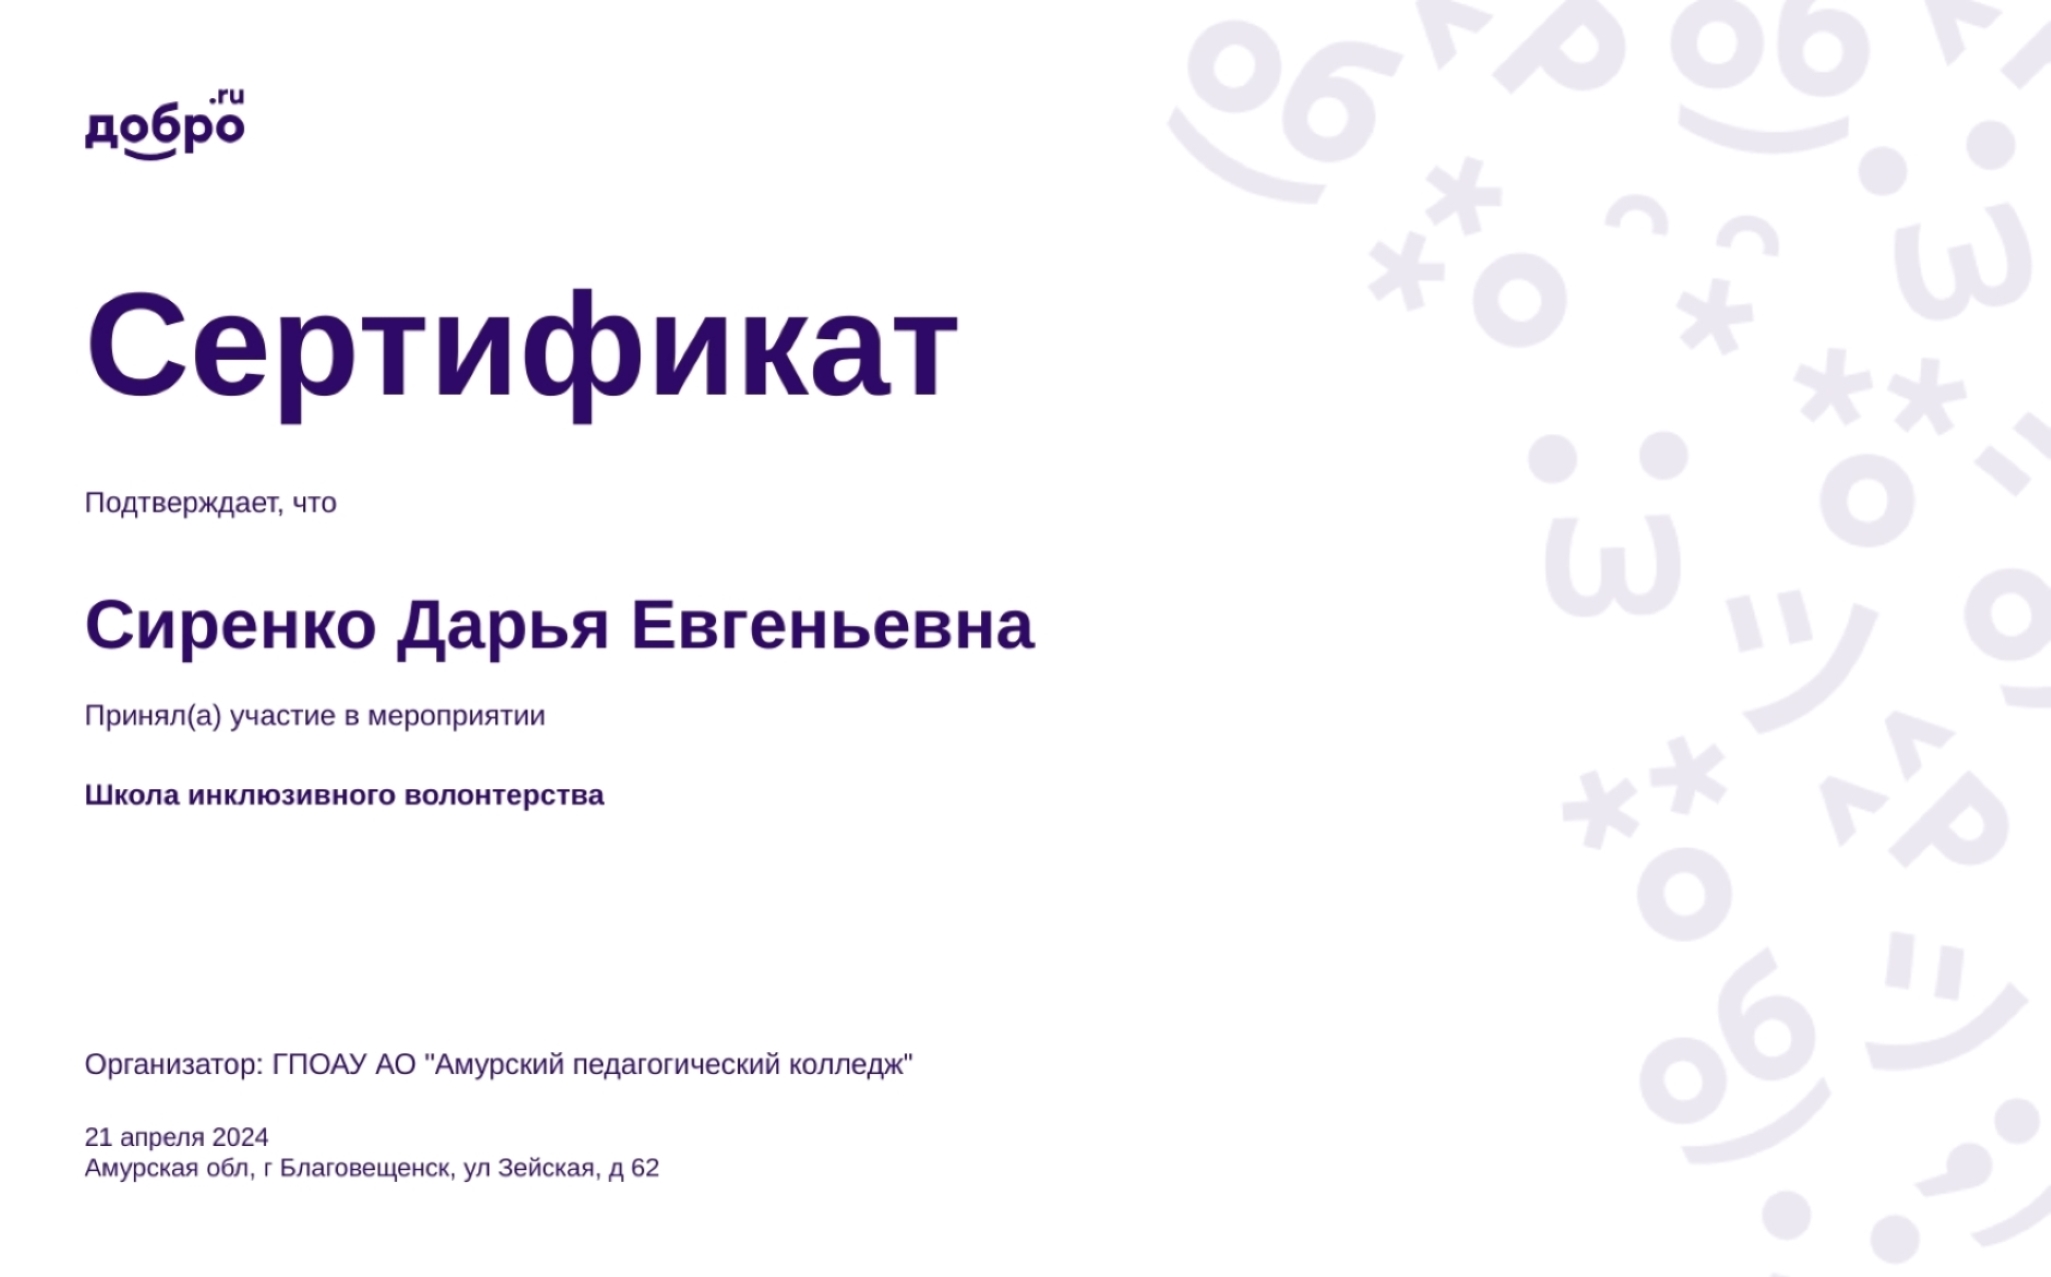 добро.ru
Сертификат
Подтверждает, что
Сиренко Дарья Евгеньевна
Принял(а) участие в мероприятии
Школа инклюзивного волонтерства
Организатор: ГПОАУ АО "Амурский педагогический колледж"
21 апреля 2024
Амурская обл, г Благовещенск, ул Зейская, д 62